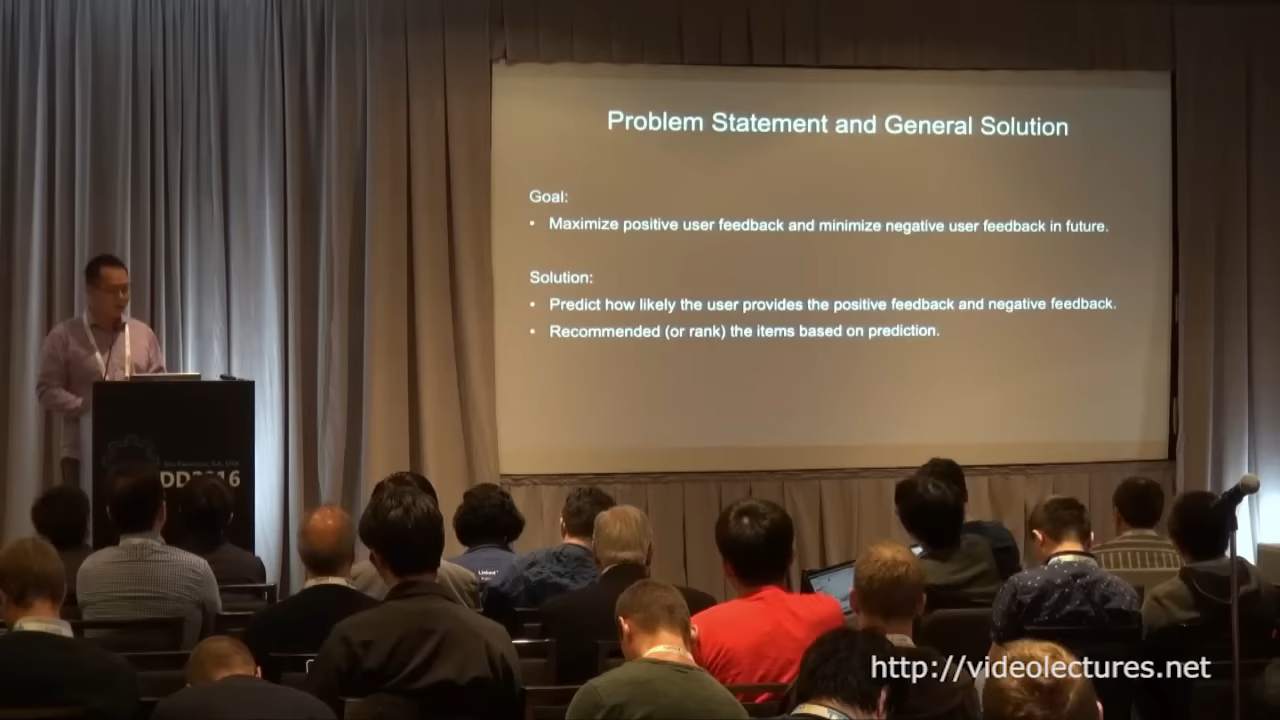 Problem Statement and General Solution
Goal:
• Maximize positive user feedback and minimize negative user feedback in future.
Solution:
• Predict how likely the user provides the positive feedback and negative feedback.
• Recommended (or rank) the items based on prediction.
DD2016
http://videolectures.net